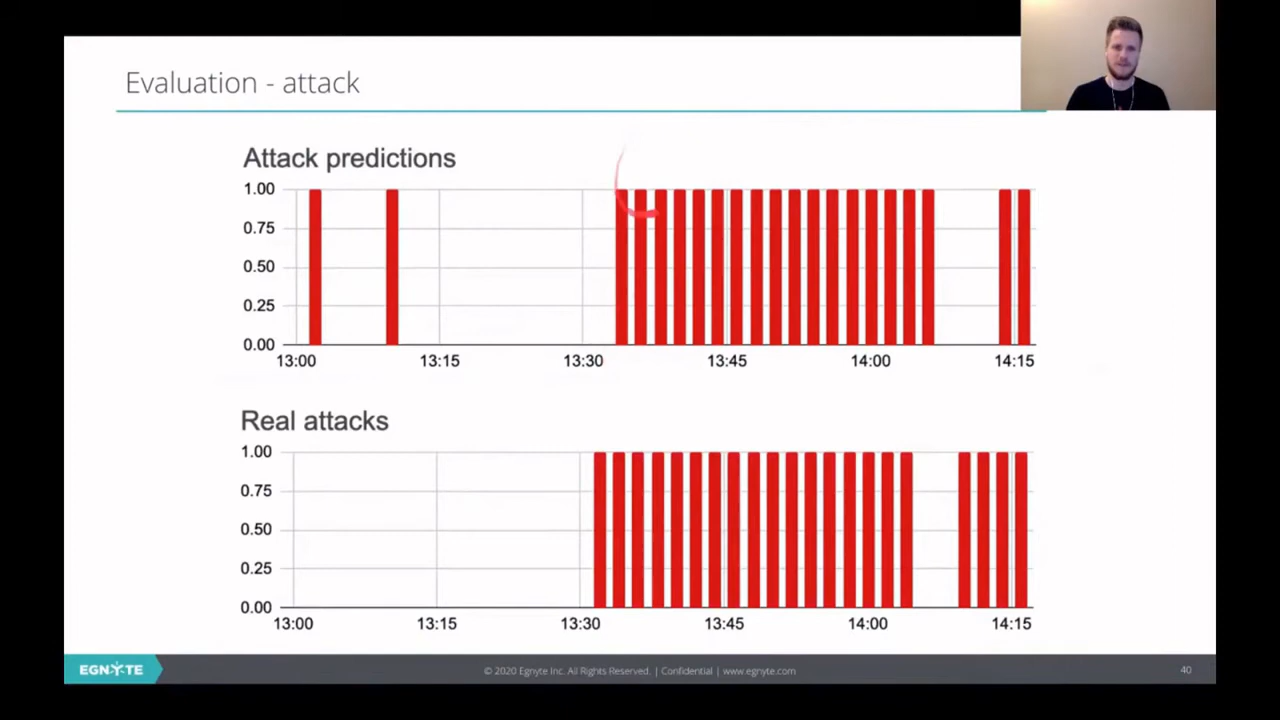 Evaluation - attack
Attack predictions
1.00
0.75
0.50
0.25
0.00
13:00 13:15 13:30 13:45 14:00 14:15
Real attacks
1.00
0.75
0.50
0.25
0.00
13:00 13:15 13:30 13:45 14:00 14:15
EGNYTE © 2020 Egnyte Inc. All Rights Reserved. | Confidential | www.egnyte.com 40